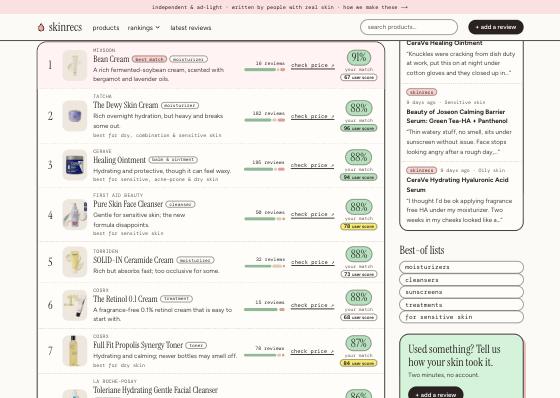 independent & ad-light · written by people with real skin · how we make these →
skinrecs
products
rankings
latest reviews
search products...
+ add a review
1
MIXSOON
Bean Cream best match moisturizer
A rich fermented-soybean cream, scented with
bergamot and lavender oils.
16 reviews
check price ↗
91%
your match
67 user score
2
TATCHA
The Dewy Skin Cream moisturizer
Rich overnight hydration, but heavy and breaks
some out.
best for dry, combination & sensitive skin
182 reviews
check price ↗
88%
your match
96 user score
3
CERAVE
Healing Ointment balm & ointment
Hydrating and protective, though it can feel waxy.
best for sensitive, acne-prone & dry skin
195 reviews
check price ↗
88%
your match
94 user score
4
FIRST AID BEAUTY
Pure Skin Face Cleanser cleanser
Gentle for sensitive skin; the new
formula disappoints.
best for sensitive skin
50 reviews
check price ↗
88%
your match
78 user score
5
TORRIDEN
SOLID-IN Ceramide Cream moisturizer
Rich but absorbs fast; too occlusive for some.
32 reviews
check price ↗
88%
your match
73 user score
6
COSRX
The Retinol 0.1 Cream treatment
A fragrance-free 0.1% retinol cream that is easy to
start with.
15 reviews
check price ↗
88%
your match
68 user score
7
COSRX
Full Fit Propolis Synergy Toner toner
Hydrating and calming; newer bottles may smell off.
best for dry skin
78 reviews
check price ↗
87%
your match
84 user score
LA ROCHE-POSAY
Toleriane Hydrating Gentle Facial Cleanser
86%
CeraVe Healing Ointment
"Knuckles were cracking from dish duty
at work, put this on at night under
cotton gloves and they closed up in..."
skinrecs
9 days ago · Sensitive skin
Beauty of Joseon Calming Barrier
Serum: Green Tea-HA + Panthenol
"Thin watery stuff, no smell, sits under
sunscreen without issue. Face stops
looking angry after a rough day,..."
skinrecs
9 days ago · Oily skin
CeraVe Hydrating Hyaluronic Acid
Serum
"I thought I'd be ok applying fragrance
free HA under my moisturizer. Two
weeks in my cheeks looked like a..."
Best-of lists
moisturizers
cleansers
sunscreens
treatments
for sensitive skin
Used something? Tell us
how your skin took it.
Two minutes, no account.
+ add a review